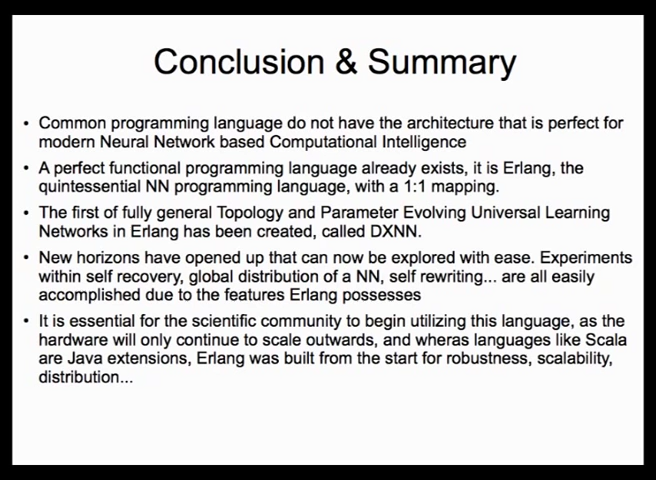 Conclusion & Summary
• Common programming language do not have the architecture that is perfect for
modern Neural Network based Computational Intelligence
• A perfect functional programming language already exists, it is Erlang, the
quintessential NN programming language, with a 1:1 mapping.
• The first of fully general Topology and Parameter Evolving Universal Learning
Networks in Erlang has been created, called DXNN.
• New horizons have opened up that can now be explored with ease. Experiments
within self recovery, global distribution of a NN, self rewriting... are all easily
accomplished due to the features Erlang possesses
• It is essential for the scientific community to begin utilizing this language, as the
hardware will only continue to scale outwards, and wheras languages like Scala
are Java extensions, Erlang was built from the start for robustness, scalability,
distribution...